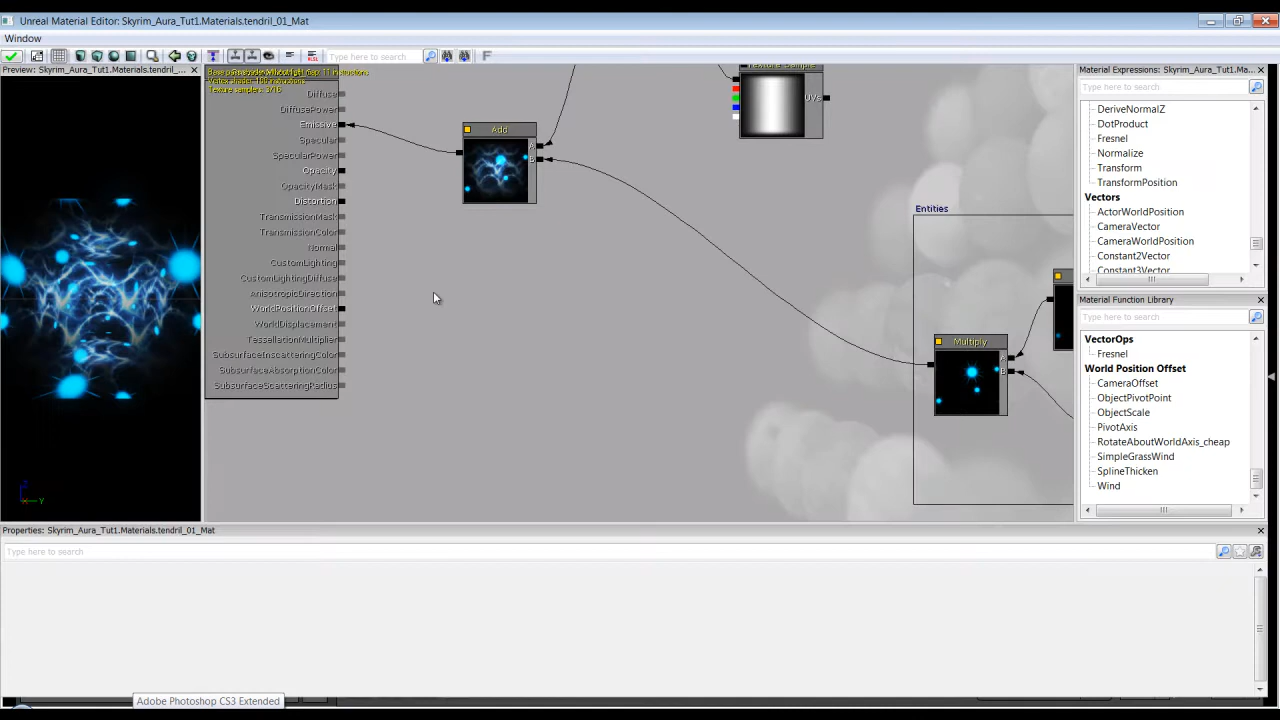 Unreal Material Editor: Skyrim_Aura_Tut1.Materials.tendril_01_Mat
Window
Type here to search
F
Preview: Skyrim_Aura_Tut1.Materials.tendril_...
Diffuse
DiffusePower
Emissive
Specular
SpecularPower
Opacity
OpacityMask
Distortion
TransmissionMask
TransmissionColor
Normal
CustomLighting
CustomLightingDiffuse
AnisotropicDirection
WorldPositionOffset
WorldDisplacement
TessellationMultiplier
SubsurfaceInscatteringColor
SubsurfaceAbsorptionColor
SubsurfaceScatteringRadius
Add
A
B
Texture Sample
UVs
Entities
Multiply
A
B
Z
Y
Material Expressions: Skyrim_Aura_Tut1.Ma...
Type here to search
DeriveNormalZ
DotProduct
Fresnel
Normalize
Transform
TransformPosition
Vectors
ActorWorldPosition
CameraVector
CameraWorldPosition
Constant2Vector
Constant3Vector
Material Function Library
Type here to search
VectorOps
Fresnel
World Position Offset
CameraOffset
ObjectPivotPoint
ObjectScale
PivotAxis
RotateAboutWorldAxis_cheap
SimpleGrassWind
SplineThicken
Wind
Properties: Skyrim_Aura_Tut1.Materials.tendril_01_Mat
Type here to search
Adobe Photoshop CS3 Extended